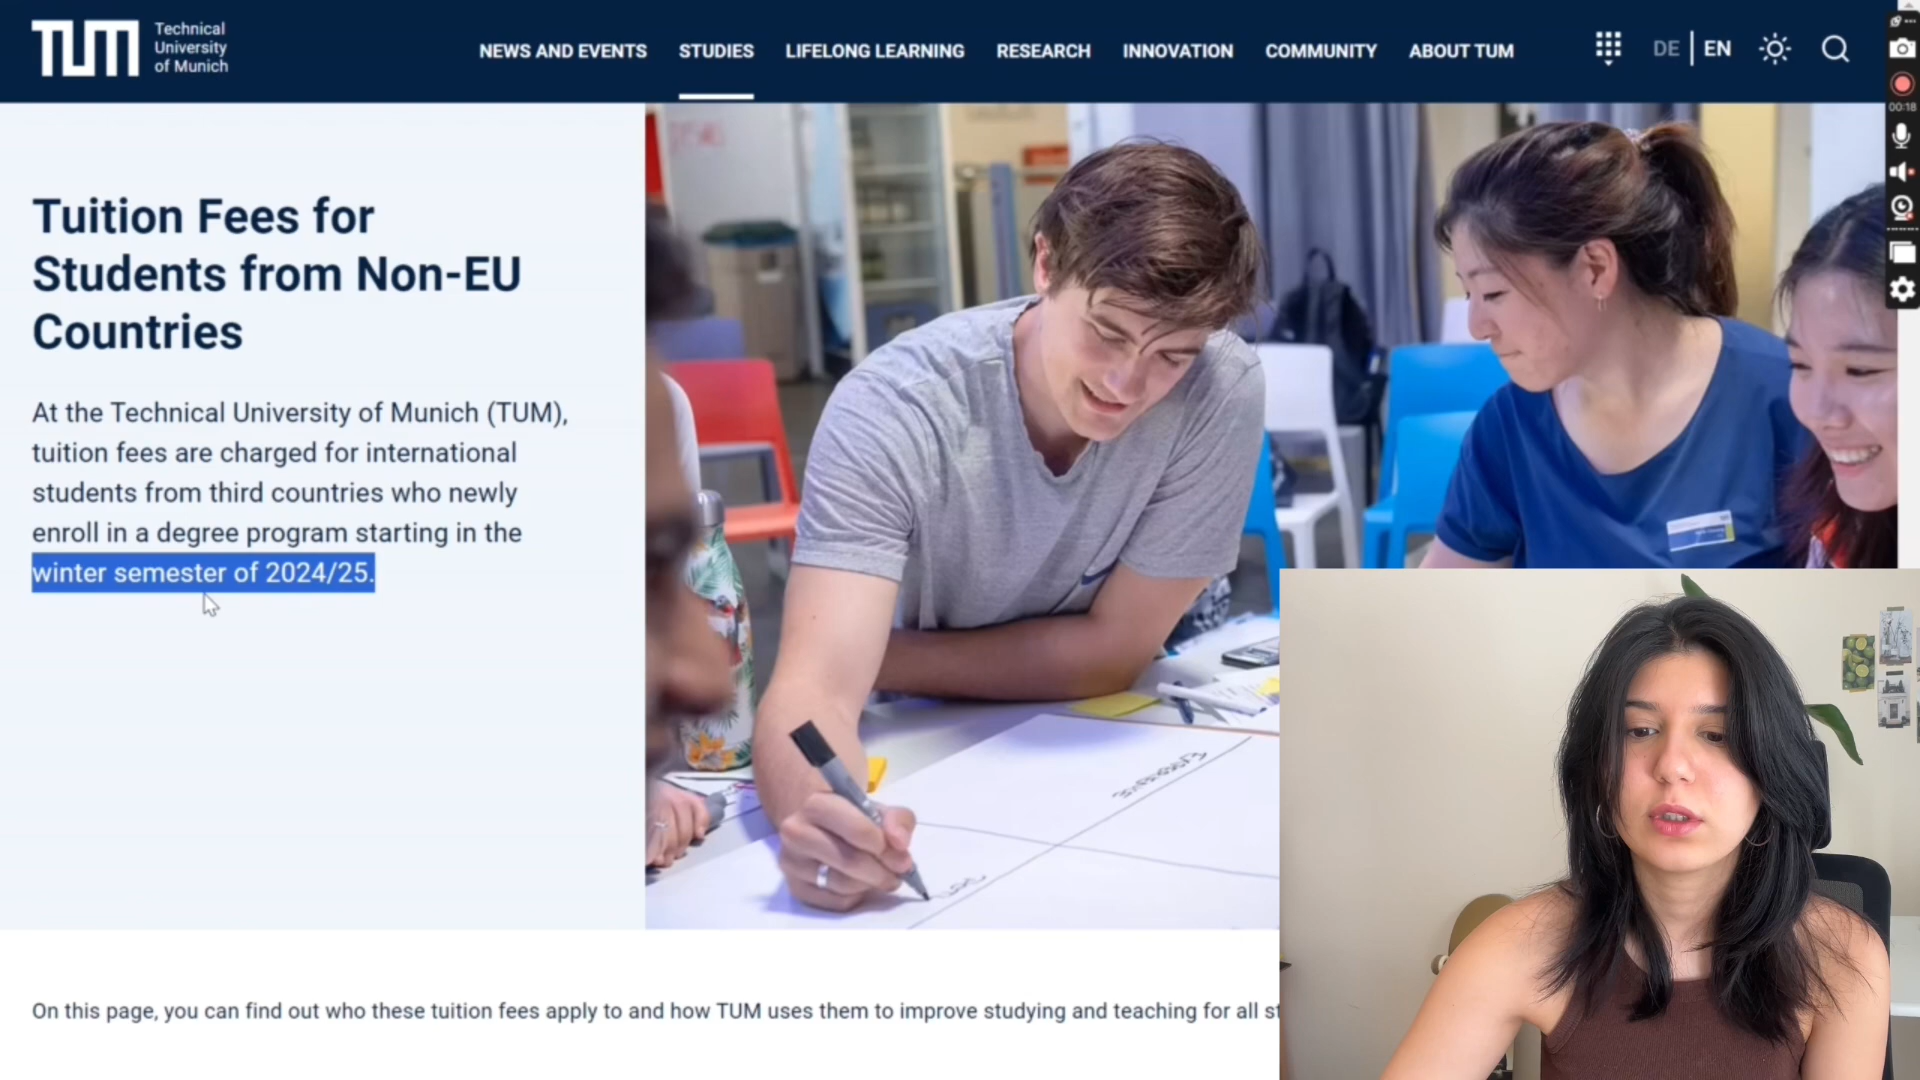 TUM
Technical
University
of Munich
NEWS AND EVENTS
STUDIES
LIFELONG LEARNING
RESEARCH
INNOVATION
COMMUNITY
ABOUT TUM
DE
EN
00:18
Tuition Fees for
Students from Non-EU
Countries
At the Technical University of Munich (TUM),
tuition fees are charged for international
students from third countries who newly
enroll in a degree program starting in the
winter semester of 2024/25.
On this page, you can find out who these tuition fees apply to and how TUM uses them to improve studying and teaching for all st